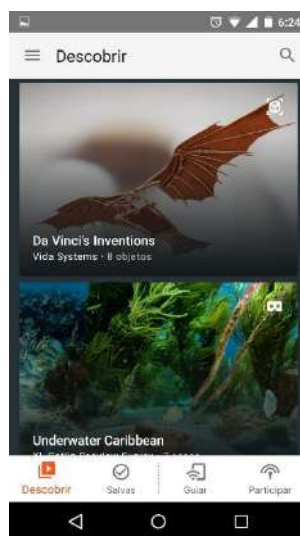 6:24
Descobrir
Da Vinci's Inventions
Vida Systems · 8 objetos
Underwater Caribbean
Descobrir
Salvas
Guiar
Participar